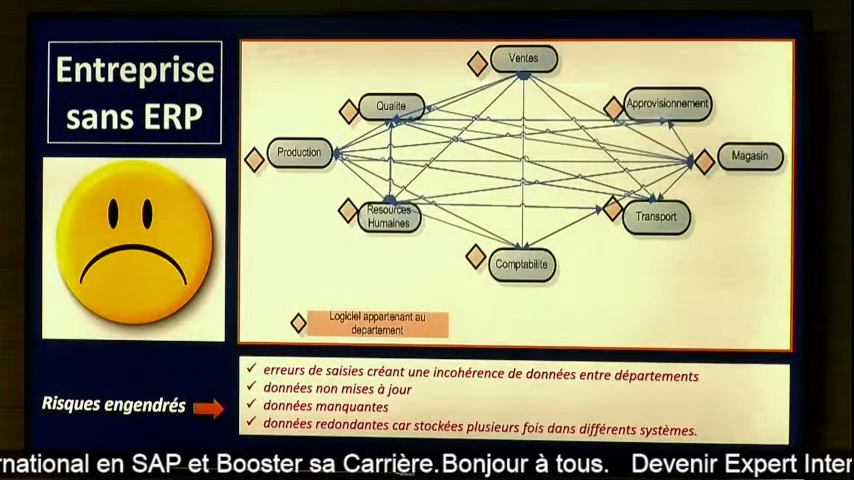 Entreprise
sans ERP
Ventes
Qualite
Approvisionnement
Production
Magasin
Resources
Humaines
Transport
Comptabilite
Logiciel appartenant au
departement
Risques engendrés
✓ erreurs de saisies créant une incohérence de données entre départements
✓ données non mises à jour
✓ données manquantes
✓ données redondantes car stockées plusieurs fois dans différents systèmes.
rnational en SAP et Booster sa Carrière. Bonjour à tous. Devenir Expert Inter